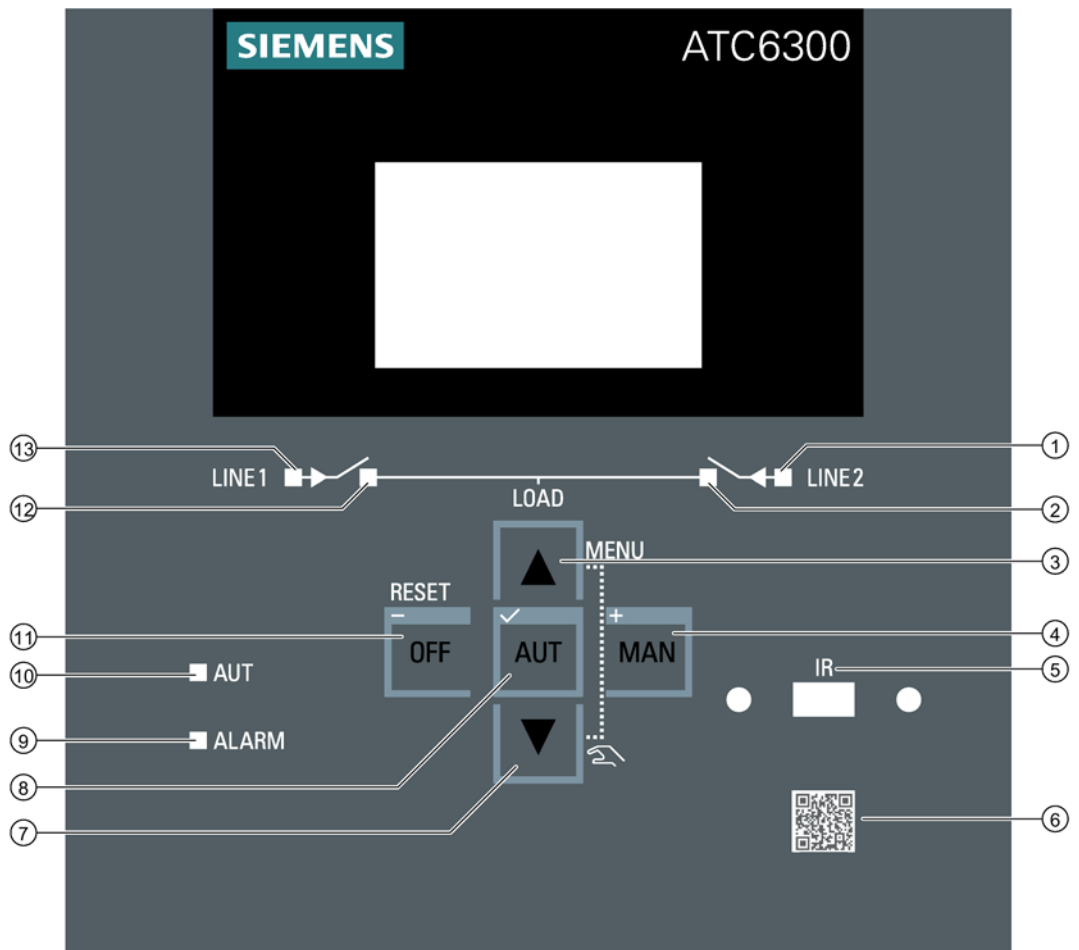 SIEMENS
ATC6300
13
1
LINE1
LINE2
12
LOAD
2
MENU
3
RESET
−
✓
+
11
OFF
AUT
MAN
4
10
AUT
IR
5
9
ALARM
8
7
6